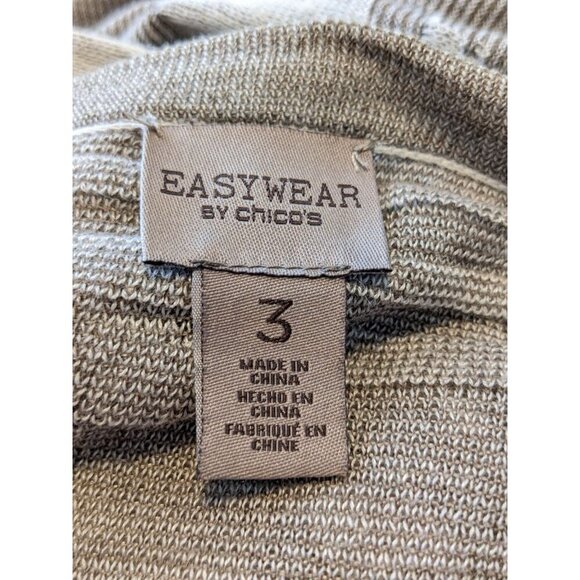 EASYWEAR
BY chico's
3
MADE IN
CHINA
HECHO EN
CHINA
FABRIQUÉ EN
CHINE